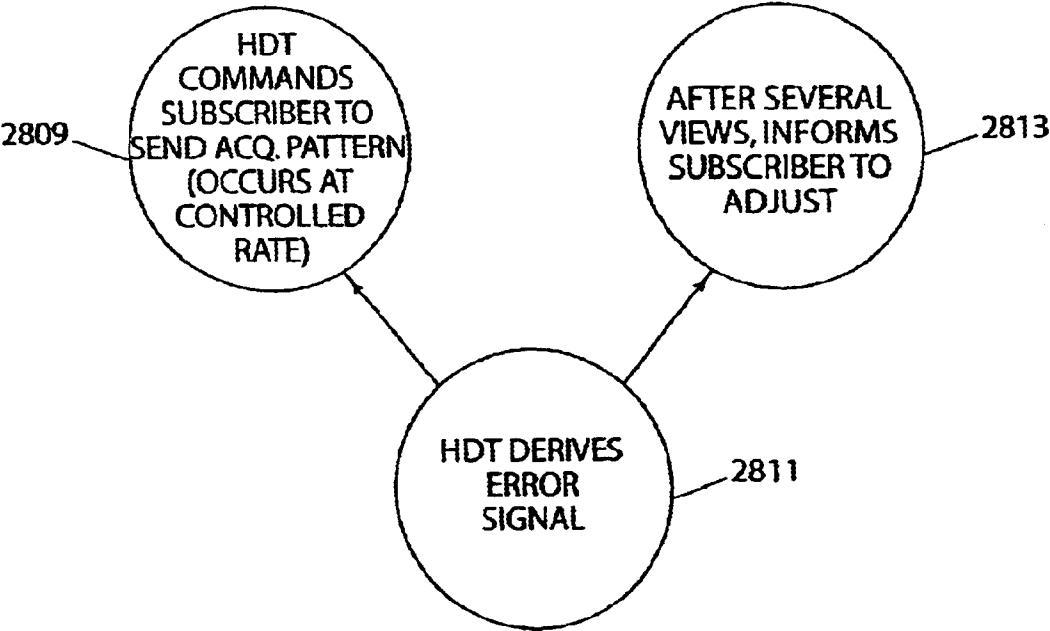 HDT
COMMANDS
SUBSCRIBER TO
SEND ACQ. PATTERN
(OCCURS AT
CONTROLLED
RATE)
2809
AFTER SEVERAL
VIEWS, INFORMS
SUBSCRIBER TO
ADJUST
2813
HDT DERIVES
ERROR
SIGNAL
2811